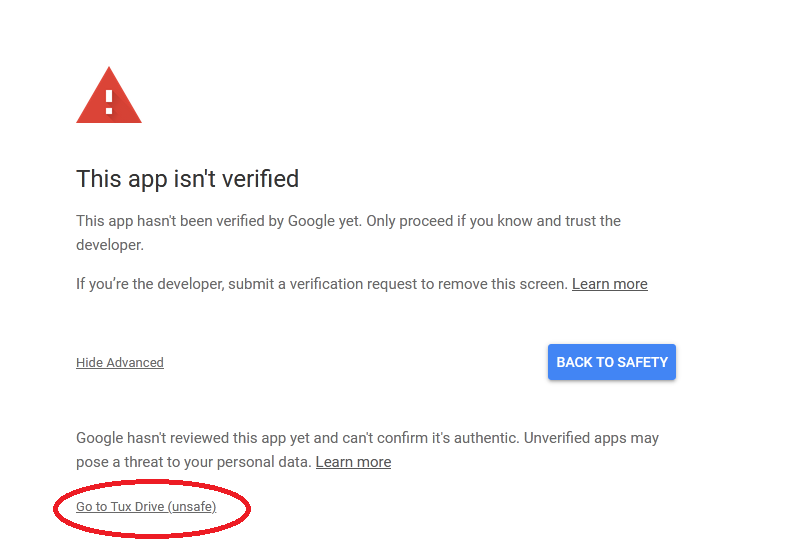 This app isn't verified
This app hasn't been verified by Google yet. Only proceed if you know and trust the
developer.
If you’re the developer, submit a verification request to remove this screen. Learn more
Hide Advanced
BACK TO SAFETY
Google hasn't reviewed this app yet and can't confirm it's authentic. Unverified apps may
pose a threat to your personal data. Learn more
Go to Tux Drive (unsafe)